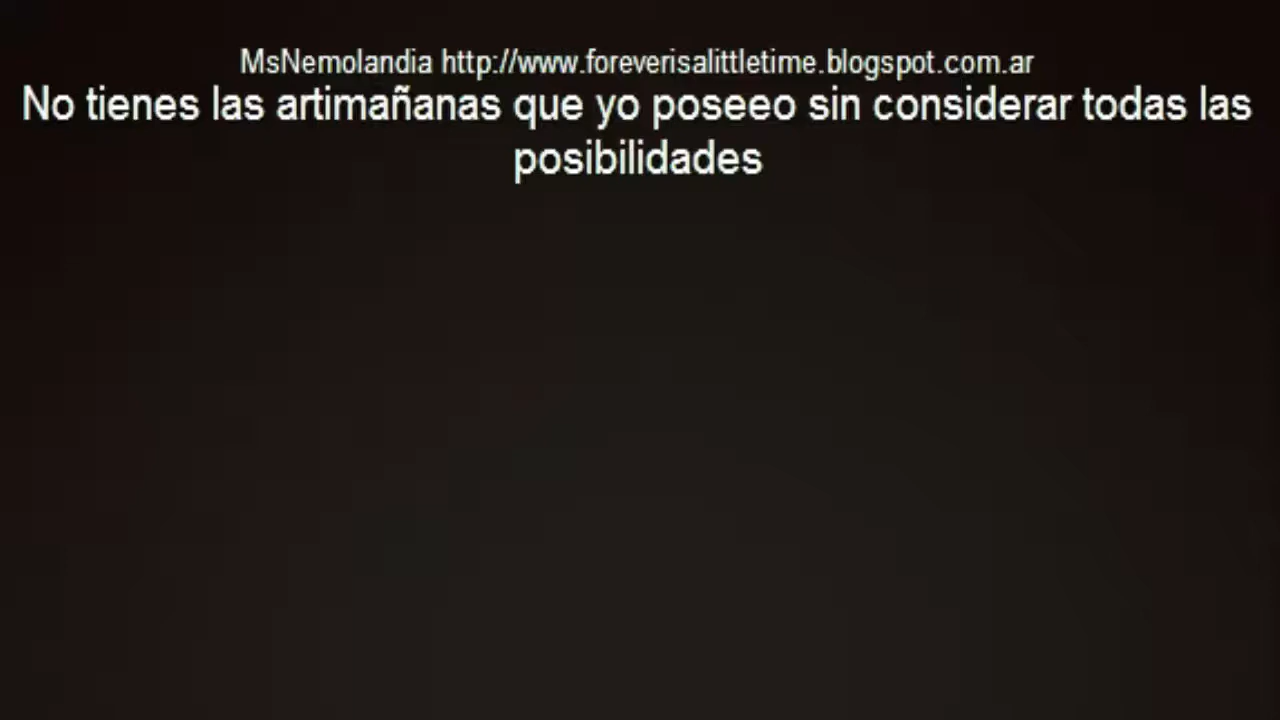 MsNemolandia http://www.foreverisalittletime.blogspot.com.ar
No tienes las artimañanas que yo poseeo sin considerar todas las
posibilidades